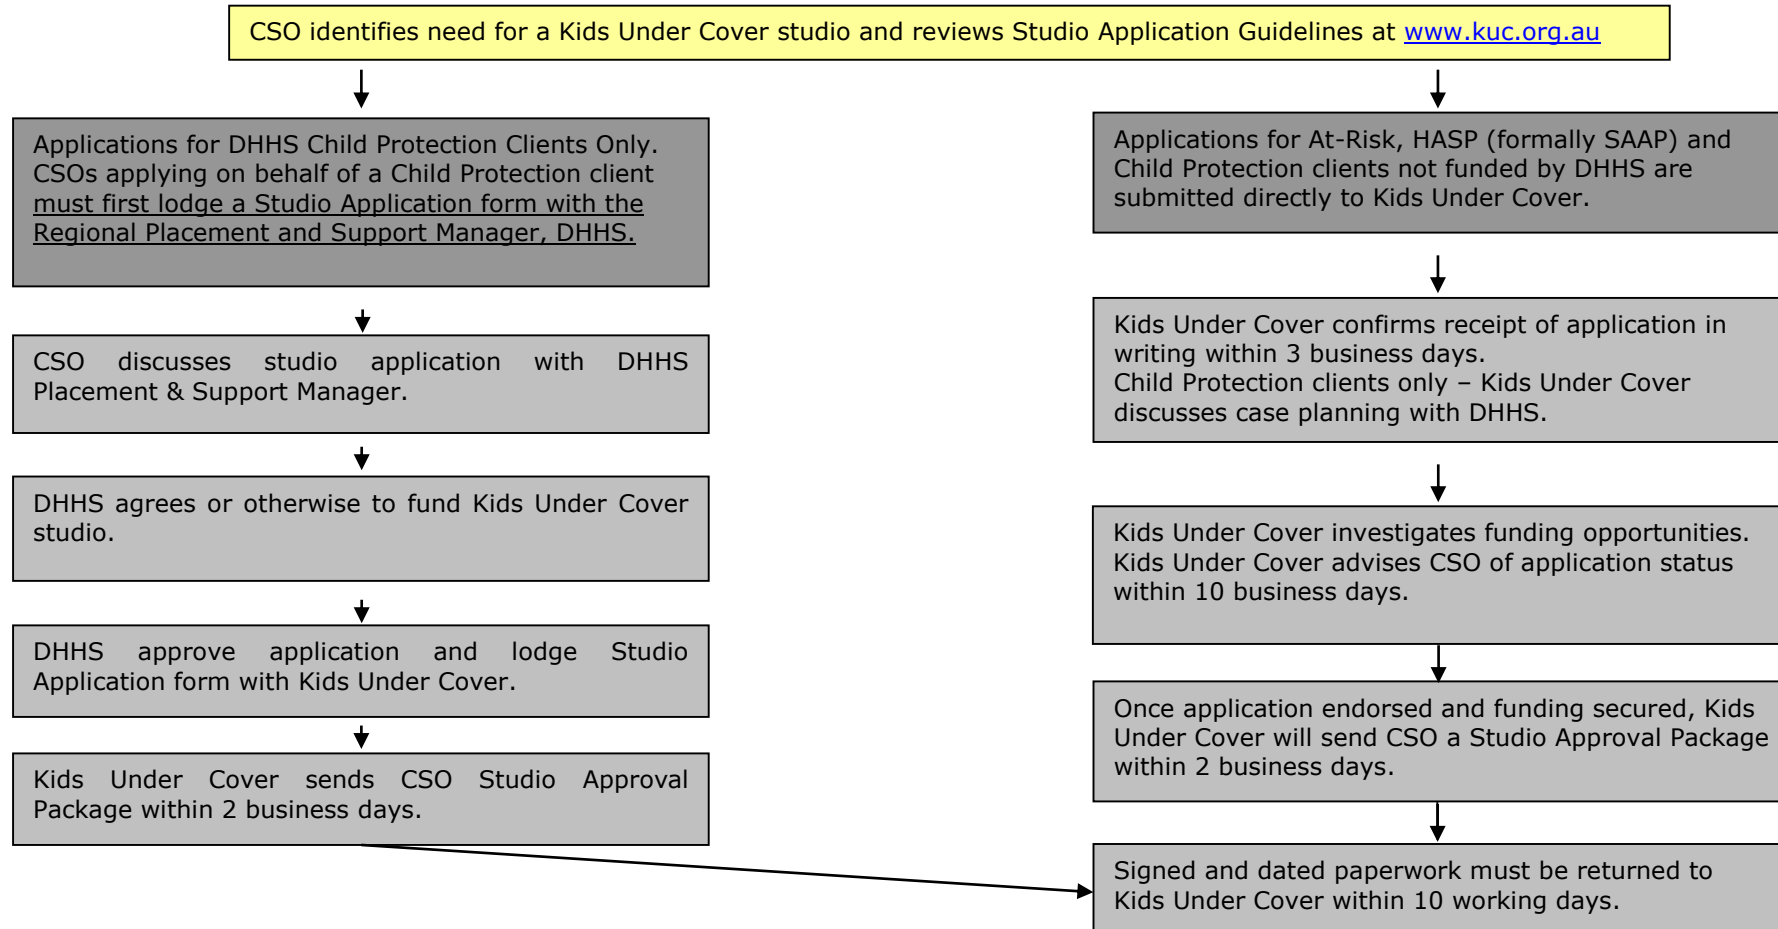 CSO identifies need for a Kids Under Cover studio and reviews Studio Application Guidelines at www.kuc.org.au
Applications for DHHS Child Protection Clients Only.
CSOs applying on behalf of a Child Protection client
must first lodge a Studio Application form with the
Regional Placement and Support Manager, DHHS.
CSO discusses studio application with DHHS
Placement & Support Manager.
DHHS agrees or otherwise to fund Kids Under Cover
studio.
DHHS approve application and lodge Studio
Application form with Kids Under Cover.
Kids Under Cover sends CSO Studio Approval
Package within 2 business days.
Applications for At-Risk, HASP (formally SAAP) and
Child Protection clients not funded by DHHS are
submitted directly to Kids Under Cover.
Kids Under Cover confirms receipt of application in
writing within 3 business days.
Child Protection clients only – Kids Under Cover
discusses case planning with DHHS.
Kids Under Cover investigates funding opportunities.
Kids Under Cover advises CSO of application status
within 10 business days.
Once application endorsed and funding secured, Kids
Under Cover will send CSO a Studio Approval Package
within 2 business days.
Signed and dated paperwork must be returned to
Kids Under Cover within 10 working days.